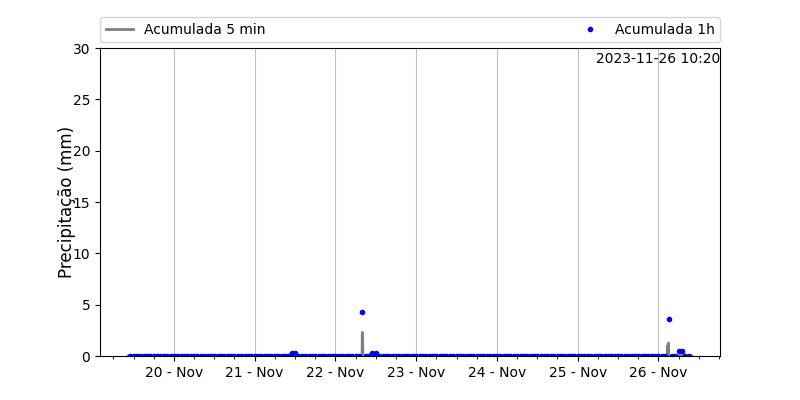 Acumulada 5 min
Acumulada 1h
2023-11-26 10:20
Precipitação (mm)
30
25
20
15
10
5
0
20 - Nov
21 - Nov
22 - Nov
23 - Nov
24 - Nov
25 - Nov
26 - Nov